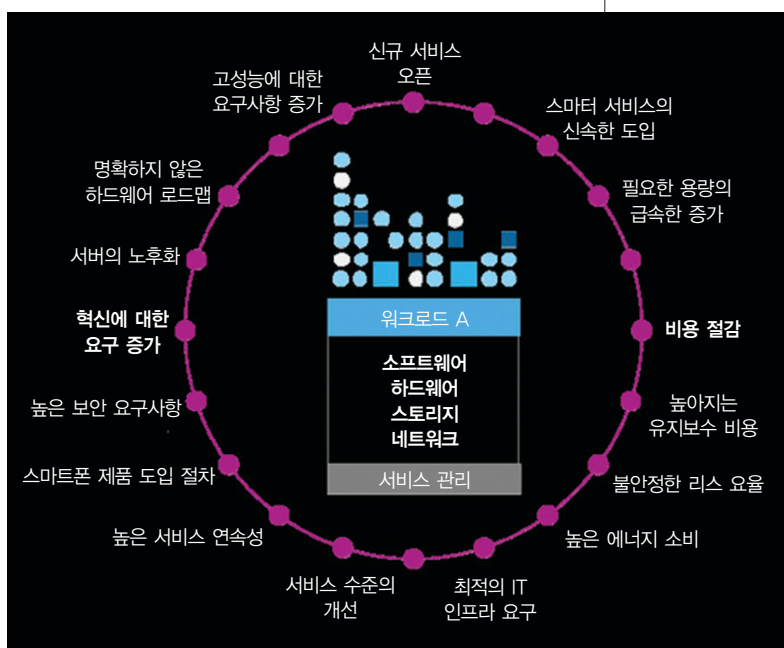 신규 서비스
오픈
고성능에 대한
요구사항 증가
스마터 서비스의
신속한 도입
명확하지 않은
하드웨어 로드맵
필요한 용량의
급속한 증가
서버의 노후화
혁신에 대한
요구 증가
워크로드 A
비용 절감
소프트웨어
하드웨어
스토리지
네트워크
높은 보안 요구사항
높아지는
유지보수 비용
스마트폰 제품 도입 절차
서비스 관리
불안정한 리스 요율
높은 서비스 연속성
높은 에너지 소비
서비스 수준의
개선
최적의 IT
인프라 요구